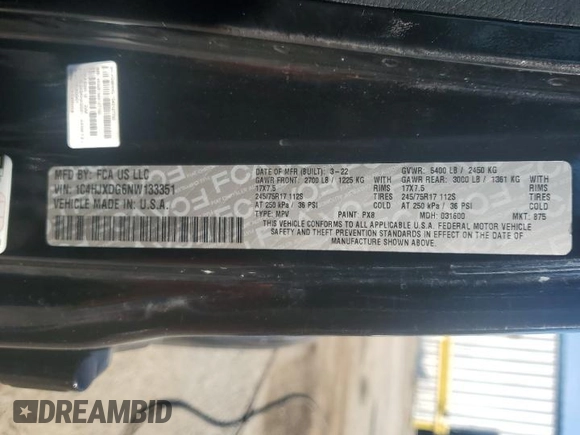 MFD BY: FCA US LLC
VIN: 1C4HJXDG6NW133351
VEHICLE MADE IN U.S.A.
DATE OF MFR (BUILT): 3-22
GVWR: 5400 LB / 2450 KG
GAWR FRONT: 2700 LB / 1225 KG
GAWR REAR: 3000 LB / 1361 KG
17X7.5 RIMS 17X7.5
RIMS
245/75R17 112S TIRES 245/75R17 112S
TIRES
AT 250 kPa / 36 PSI COLD AT 250 kPa / 36 PSI
COLD
TYPE: MPV PAINT: PX8 MDH: 031600 MKT: 875
THIS VEHICLE CONFORMS TO ALL APPLICABLE U.S.A. FEDERAL MOTOR VEHICLE
SAFETY AND THEFT PREVENTION STANDARDS IN EFFECT ON THE DATE OF
MANUFACTURE SHOWN ABOVE.
DREAMBID